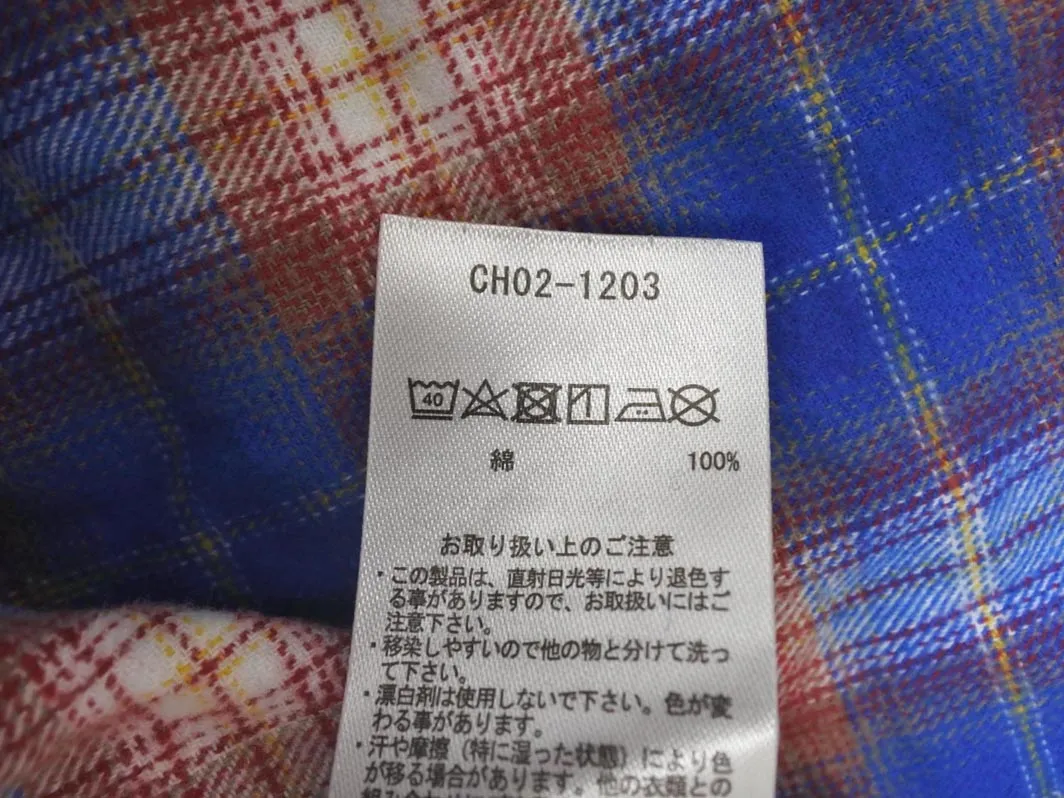 CH02-1203
40
綿 100%
お取り扱い上のご注意
・この製品は、直射日光等により退色す
る事がありますので、お取扱いにはご
注意下さい。
・移染しやすいので他の物と分けて洗っ
て下さい。
・漂白剤は使用しないで下さい。色が変
わる事があります。
・汗や摩擦（特に湿った状態）により色
が移る場合があります。他の衣類との